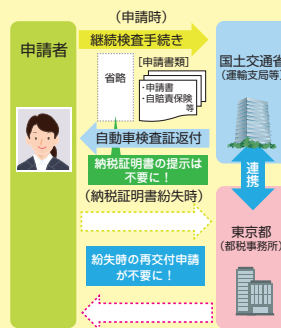 (申請時)
申請者
継続検査手続き
国土交通省
(運輸支局等)
[申請書類]
省略
・申請書
・自賠責保険
等
自動車検査証返付
納税証明書の提示は
不要に！
連携
(納税証明書紛失時)
紛失時の再交付申請
が不要に！
東京都
(都税事務所)